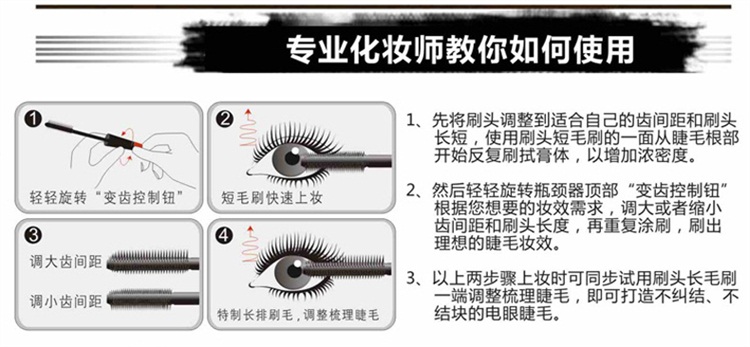 专业化妆师教你如何使用
1
轻轻旋转“变齿控制钮”
2
短毛刷快速上妆
3
调大齿间距
调小齿间距
4
特制长排刷毛，调整梳理睫毛
1、先将刷头调整到适合自己的齿间距和刷头
长短，使用刷头短毛刷的一面从睫毛根部
开始反复刷拭膏体，以增加浓密度。
2、然后轻轻旋转瓶颈器顶部“变齿控制钮”
根据您想要的妆效需求，调大或者缩小
齿间距和刷头长度，再重复涂刷，刷出
理想的睫毛妆效。
3、以上两步骤上妆时可同步试用刷头长毛刷
一端调整梳理睫毛，即可打造不纠结、不
结块的电眼睫毛。